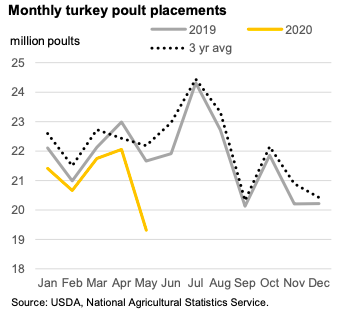 Monthly turkey poult placements
2019 2020
million poults 3 yr avg
25
24
23
22
21
20
19
18
Jan Feb Mar Apr May Jun Jul Aug Sep Oct Nov Dec
Source: USDA, National Agricultural Statistics Service.